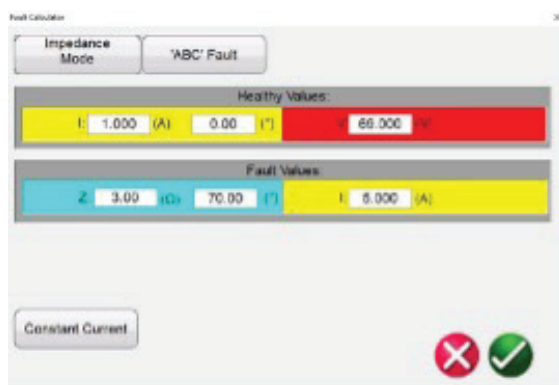 Fault Calculator
Impedance
Mode
'ABC' Fault
Healthy Values:
I: 1.000 (A) 0.00 (°) V: 69.000 (V)
Fault Values:
Z: 3.00 (Ω) 70.00 (°) I: 5.000 (A)
Constant Current